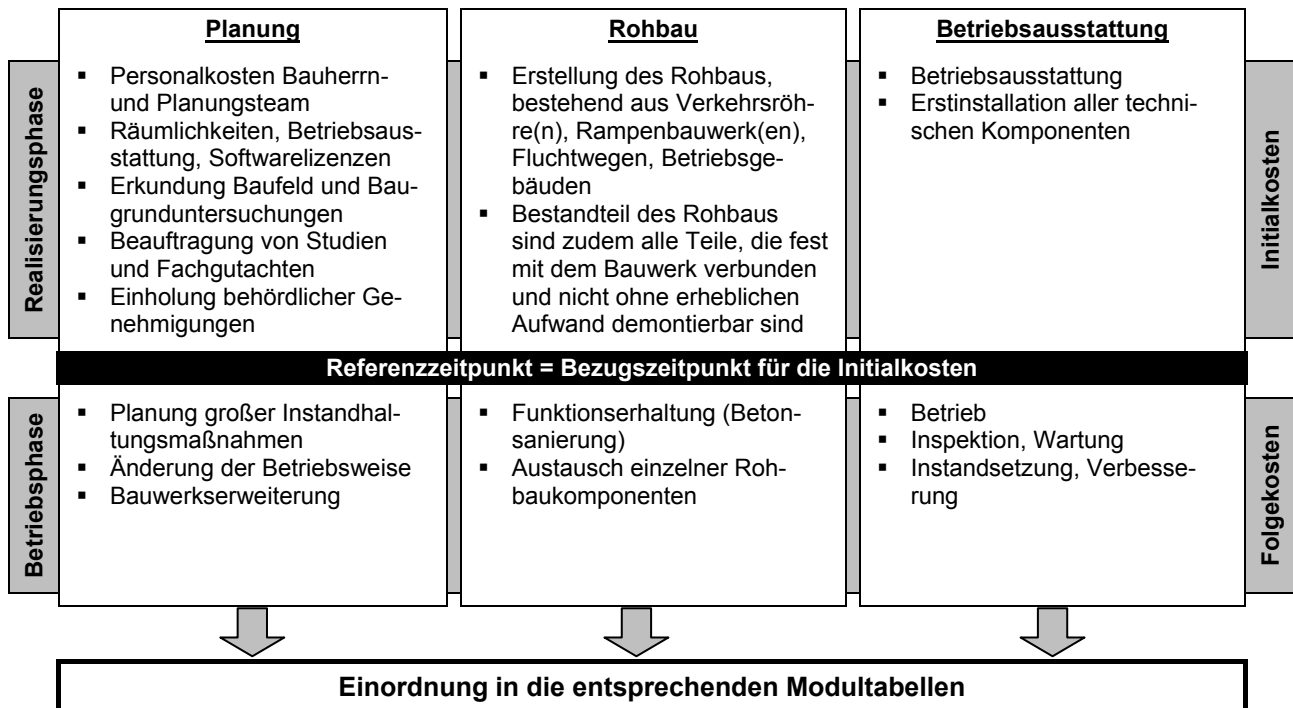 Realisierungsphase
Planung
▪ Personalkosten Bauherrn-
und Planungsteam
▪ Räumlichkeiten, Betriebsaus-
stattung, Softwarelizenzen
▪ Erkundung Baufeld und Bau-
grunduntersuchungen
▪ Beauftragung von Studien
und Fachgutachten
▪ Einholung behördlicher Ge-
nehmigungen
Rohbau
▪ Erstellung des Rohbaus,
bestehend aus Verkehrsröh-
re(n), Rampenbauwerk(en),
Fluchtwegen, Betriebsge-
bäuden
▪ Bestandteil des Rohbaus
sind zudem alle Teile, die fest
mit dem Bauwerk verbunden
und nicht ohne erheblichen
Aufwand demontierbar sind
Betriebsausstattung
▪ Betriebsausstattung
▪ Erstinstallation aller techni-
schen Komponenten
Initialkosten
Referenzzeitpunkt = Bezugszeitpunkt für die Initialkosten
Betriebsphase
▪ Planung großer Instandhal-
tungsmaßnahmen
▪ Änderung der Betriebsweise
▪ Bauwerkserweiterung
▪ Funktionserhaltung (Beton-
sanierung)
▪ Austausch einzelner Roh-
baukomponenten
▪ Betrieb
▪ Inspektion, Wartung
▪ Instandsetzung, Verbesse-
rung
Folgekosten
Einordnung in die entsprechenden Modultabellen